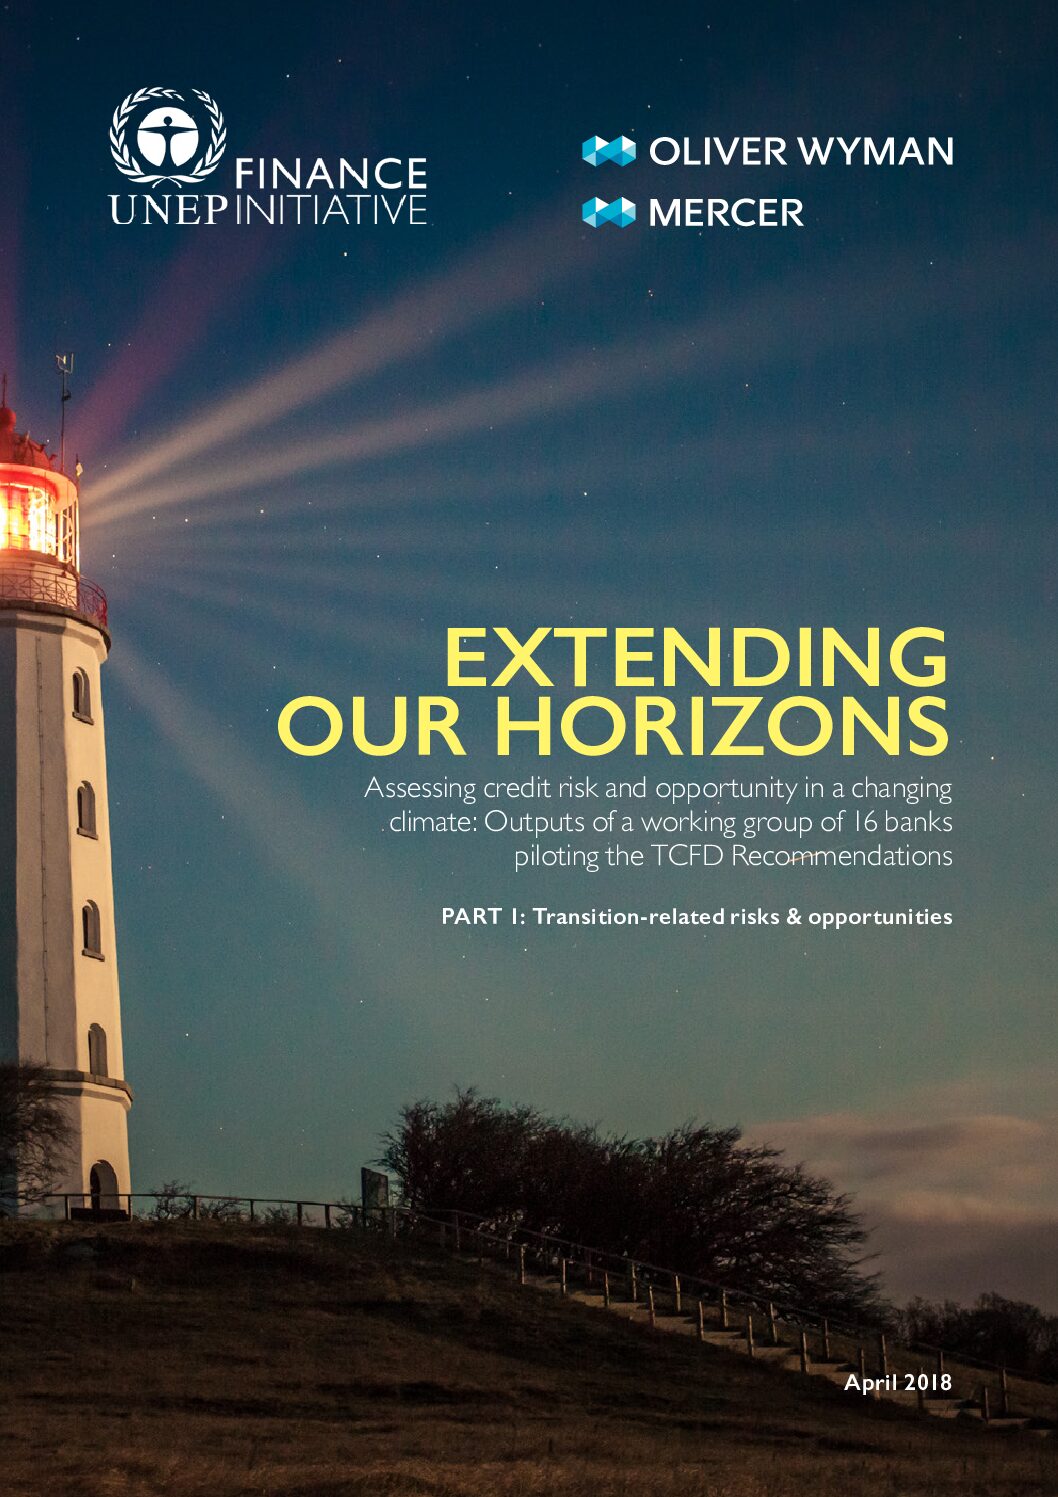 FINANCE
UNEP INITIATIVE
OLIVER WYMAN
MERCER
EXTENDING
OUR HORIZONS
Assessing credit risk and opportunity in a changing
climate: Outputs of a working group of 16 banks
piloting the TCFD Recommendations
PART 1: Transition-related risks & opportunities
April 2018